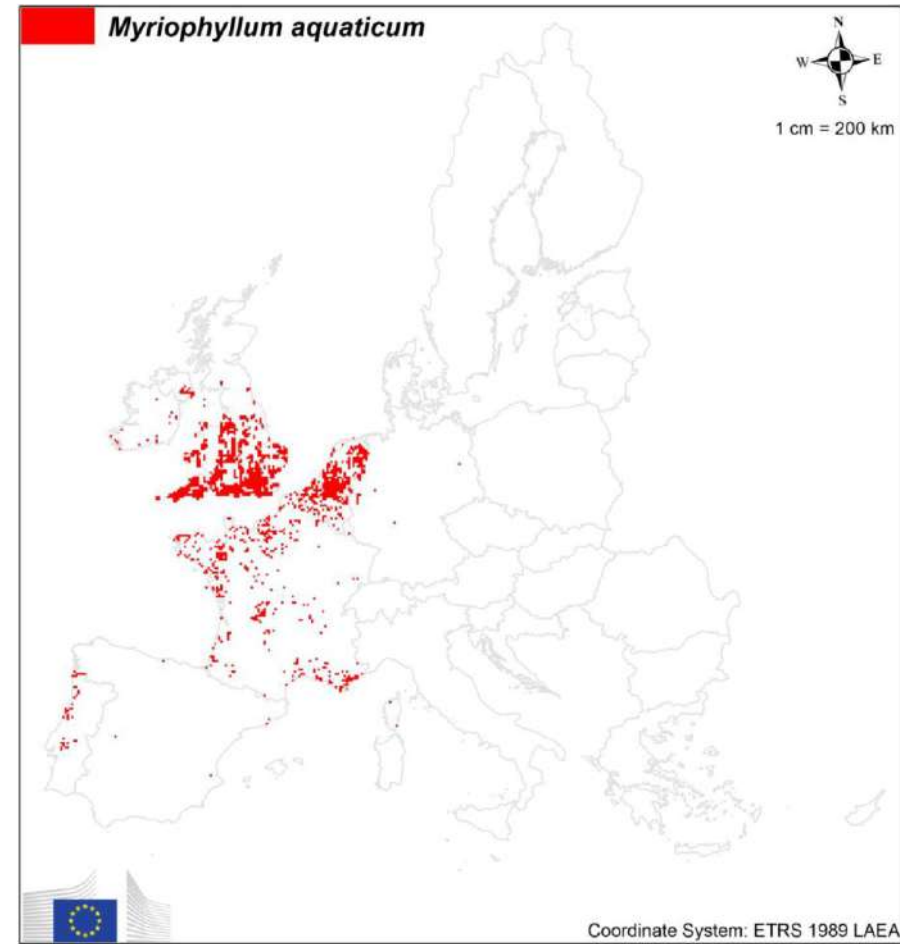 Myriophyllum aquaticum
N
W E
S
1 cm = 200 km
Coordinate System: ETRS 1989 LAEA